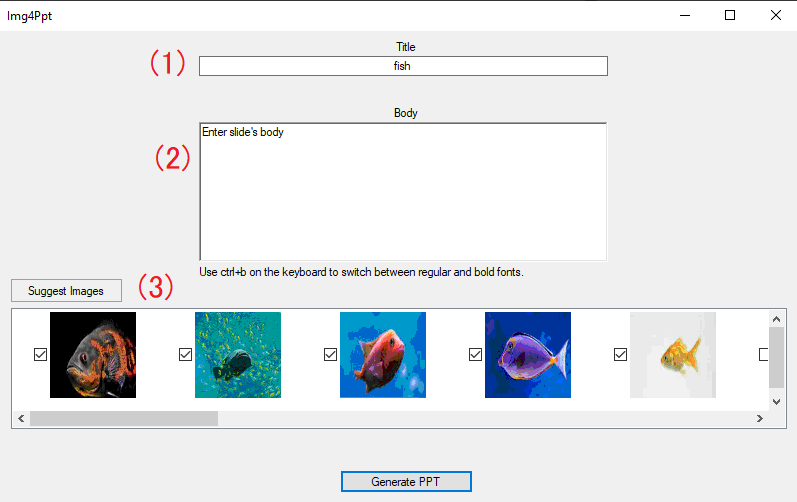 Img4Ppt
Title
(1)
fish
Body
Enter slide's body
(2)
Use ctrl+b on the keyboard to switch between regular and bold fonts.
Suggest Images
(3)
Generate PPT